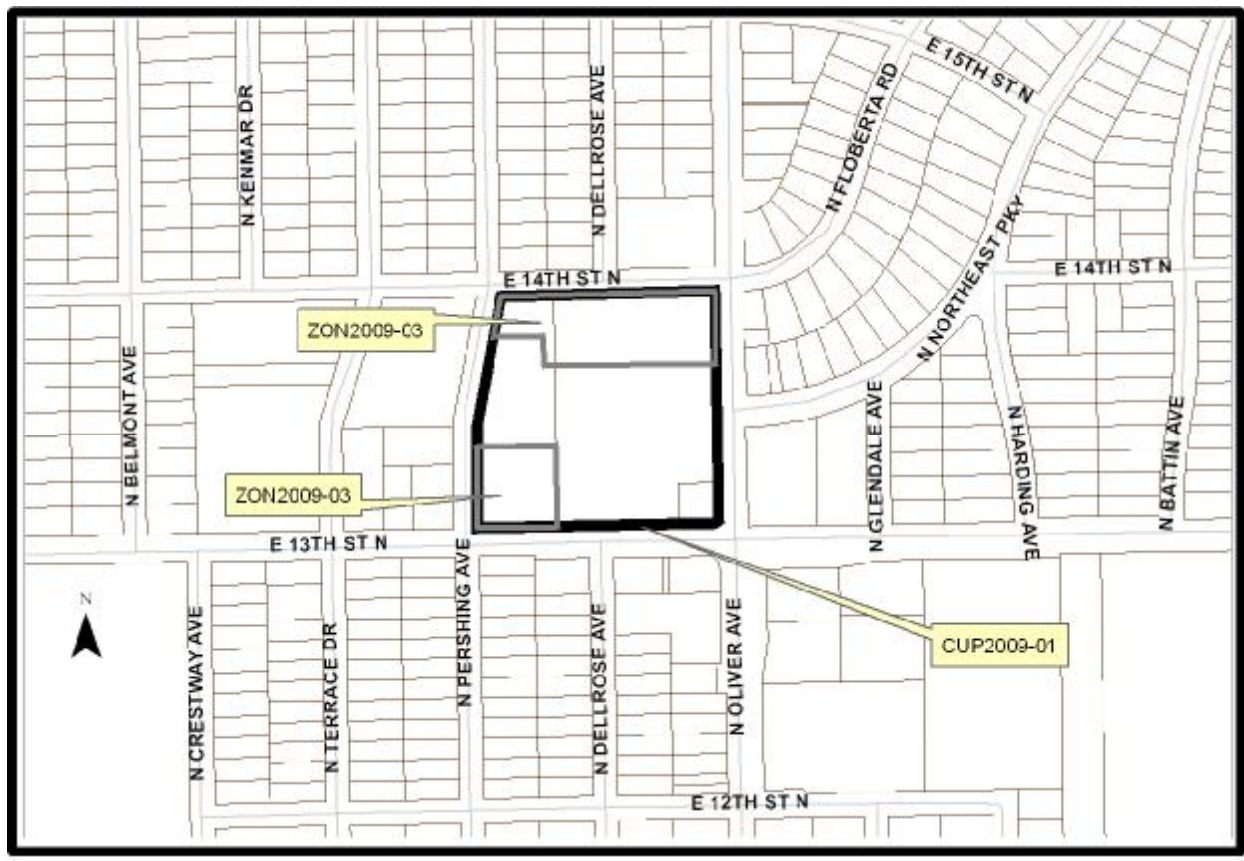 E 15TH ST N
N KENMAR DR
N DELLROSE AVE
N FLOBERTA RD
N NORTHEAST PKY
E 14TH ST N
E 14TH ST N
ZON2009-03
N BELMONT AVE
N GLENDALE AVE
N HARDING AVE
N BATTIN AVE
ZON2009-03
E 13TH ST N
N
N CRESTWAY AVE
N TERRACE DR
N PERSHING AVE
N DELLROSE AVE
N OLIVER AVE
CUP2009-01
E 12TH ST N